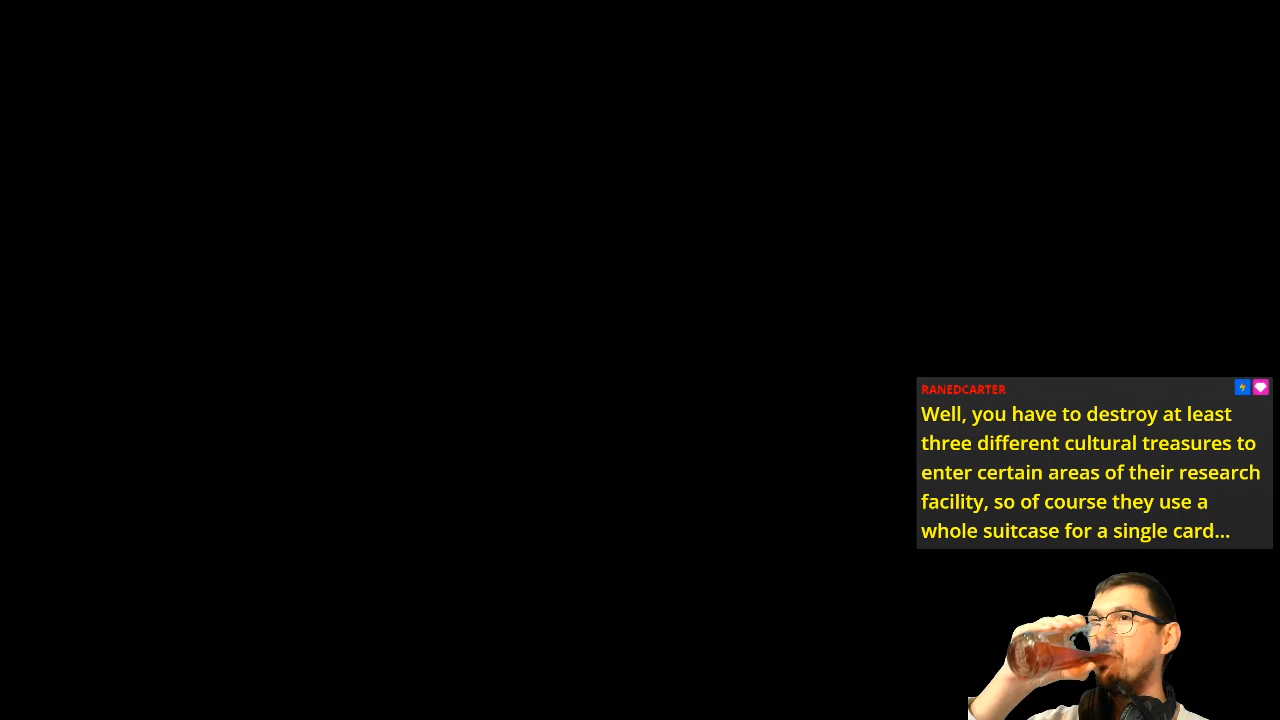 RANEDCARTER
Well, you have to destroy at least
three different cultural treasures to
enter certain areas of their research
facility, so of course they use a
whole suitcase for a single card...